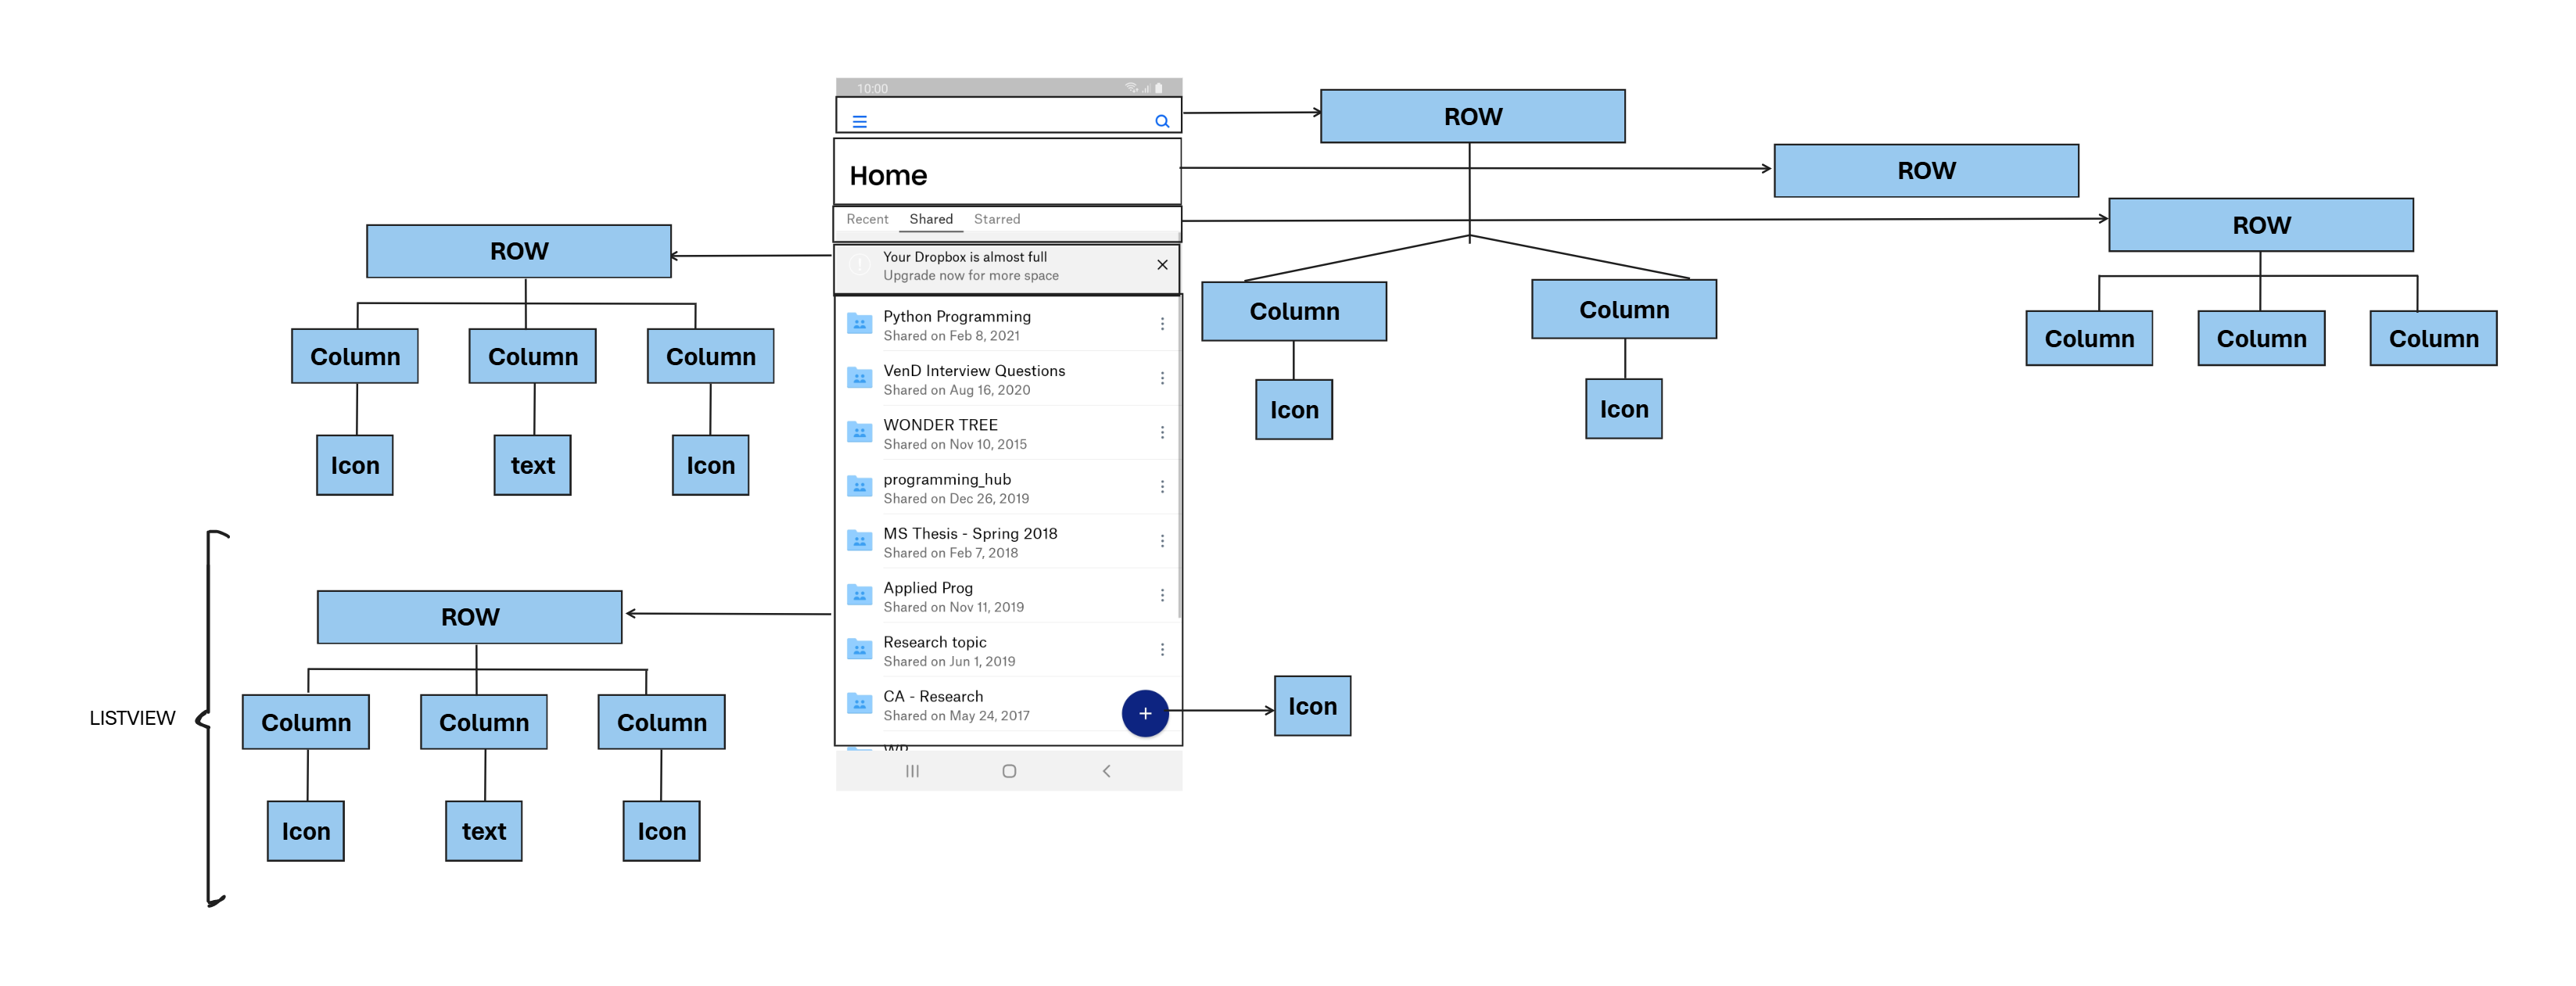 10:00
ROW
ROW
Home
ROW
Recent Shared Starred
ROW
Your Dropbox is almost full
Upgrade now for more space
Column Column Column
Icon text Icon
Column Column
Icon Icon
Column Column Column
Python Programming
Shared on Feb 8, 2021
VenD Interview Questions
Shared on Aug 16, 2020
WONDER TREE
Shared on Nov 10, 2015
programming_hub
Shared on Dec 26, 2019
MS Thesis - Spring 2018
Shared on Feb 7, 2018
Applied Prog
Shared on Nov 11, 2019
Research topic
Shared on Jun 1, 2019
CA - Research
Shared on May 24, 2017
Icon
LISTVIEW
ROW
Column Column Column
Icon text Icon